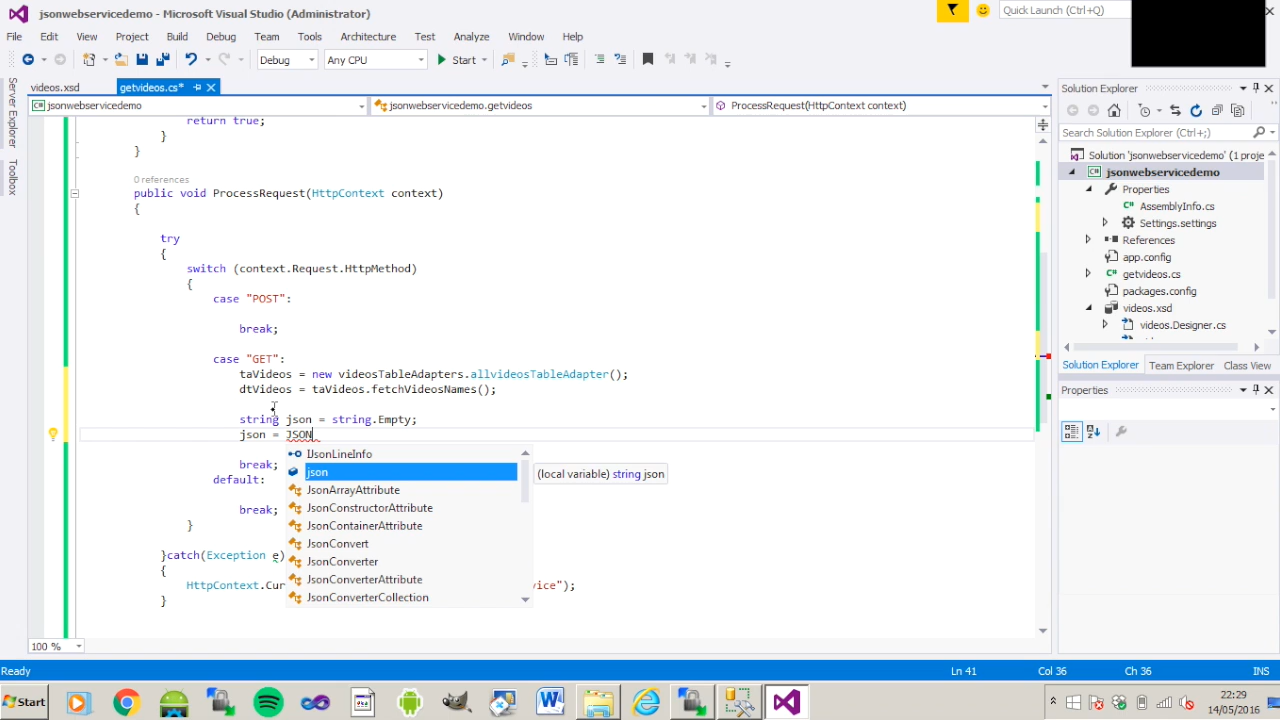 jsonwebservicedemo - Microsoft Visual Studio (Administrator)
Quick Launch (Ctrl+Q)
File Edit View Project Build Debug Team Tools Architecture Test Analyze Window Help
Debug Any CPU Start
Server Explorer
Toolbox
videos.xsd getvideos.cs*
jsonwebservicedemo jsonwebservicedemo.getvideos ProcessRequest(HttpContext context)
return true;
}
}
0 references
public void ProcessRequest(HttpContext context)
{
try
{
switch (context.Request.HttpMethod)
{
case "POST":
break;
case "GET":
taVideos = new videosTableAdapters.allvideosTableAdapter();
dtVideos = taVideos.fetchVideosNames();
string json = string.Empty;
json = JSON
IJsonLineInfo
json
(local variable) string json
JsonArrayAttribute
JsonConstructorAttribute
JsonContainerAttribute
JsonConvert
JsonConverter
JsonConverterAttribute
JsonConverterCollection
break;
default:
break;
}
}catch(Exception e)
{
HttpContext.Cur vice");
}
100 %
Solution Explorer
Search Solution Explorer (Ctrl+;)
Solution 'jsonwebservicedemo' (1 proje
jsonwebservicedemo
Properties
AssemblyInfo.cs
Settings.settings
References
app.config
getvideos.cs
packages.config
videos.xsd
videos.Designer.cs
Solution Explorer Team Explorer Class View
Properties
Ready Ln 41 Col 36 Ch 36 INS
Start
22:29
14/05/2016